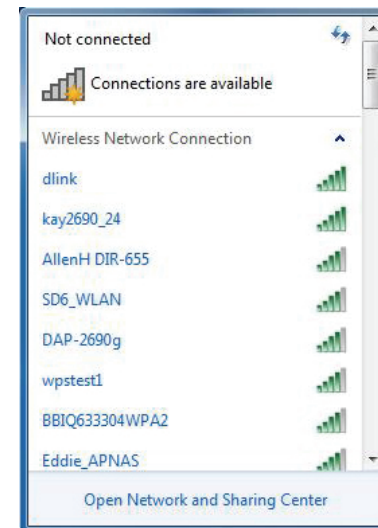 Not connected
Connections are available
Wireless Network Connection
dlink
kay2690_24
AllenH DIR-655
SD6_WLAN
DAP-2690g
wpstest1
BBIQ633304WPA2
Eddie_APNAS
Open Network and Sharing Center